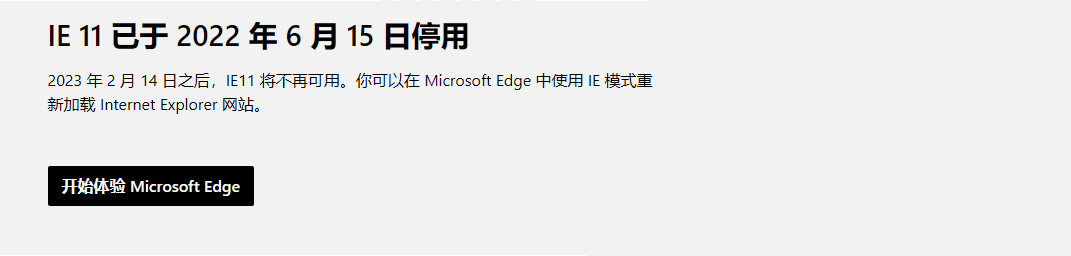 IE 11 已于 2022 年 6 月 15 日停用
2023 年 2 月 14 日之后，IE11 将不再可用。你可以在 Microsoft Edge 中使用 IE 模式重
新加载 Internet Explorer 网站。
开始体验 Microsoft Edge